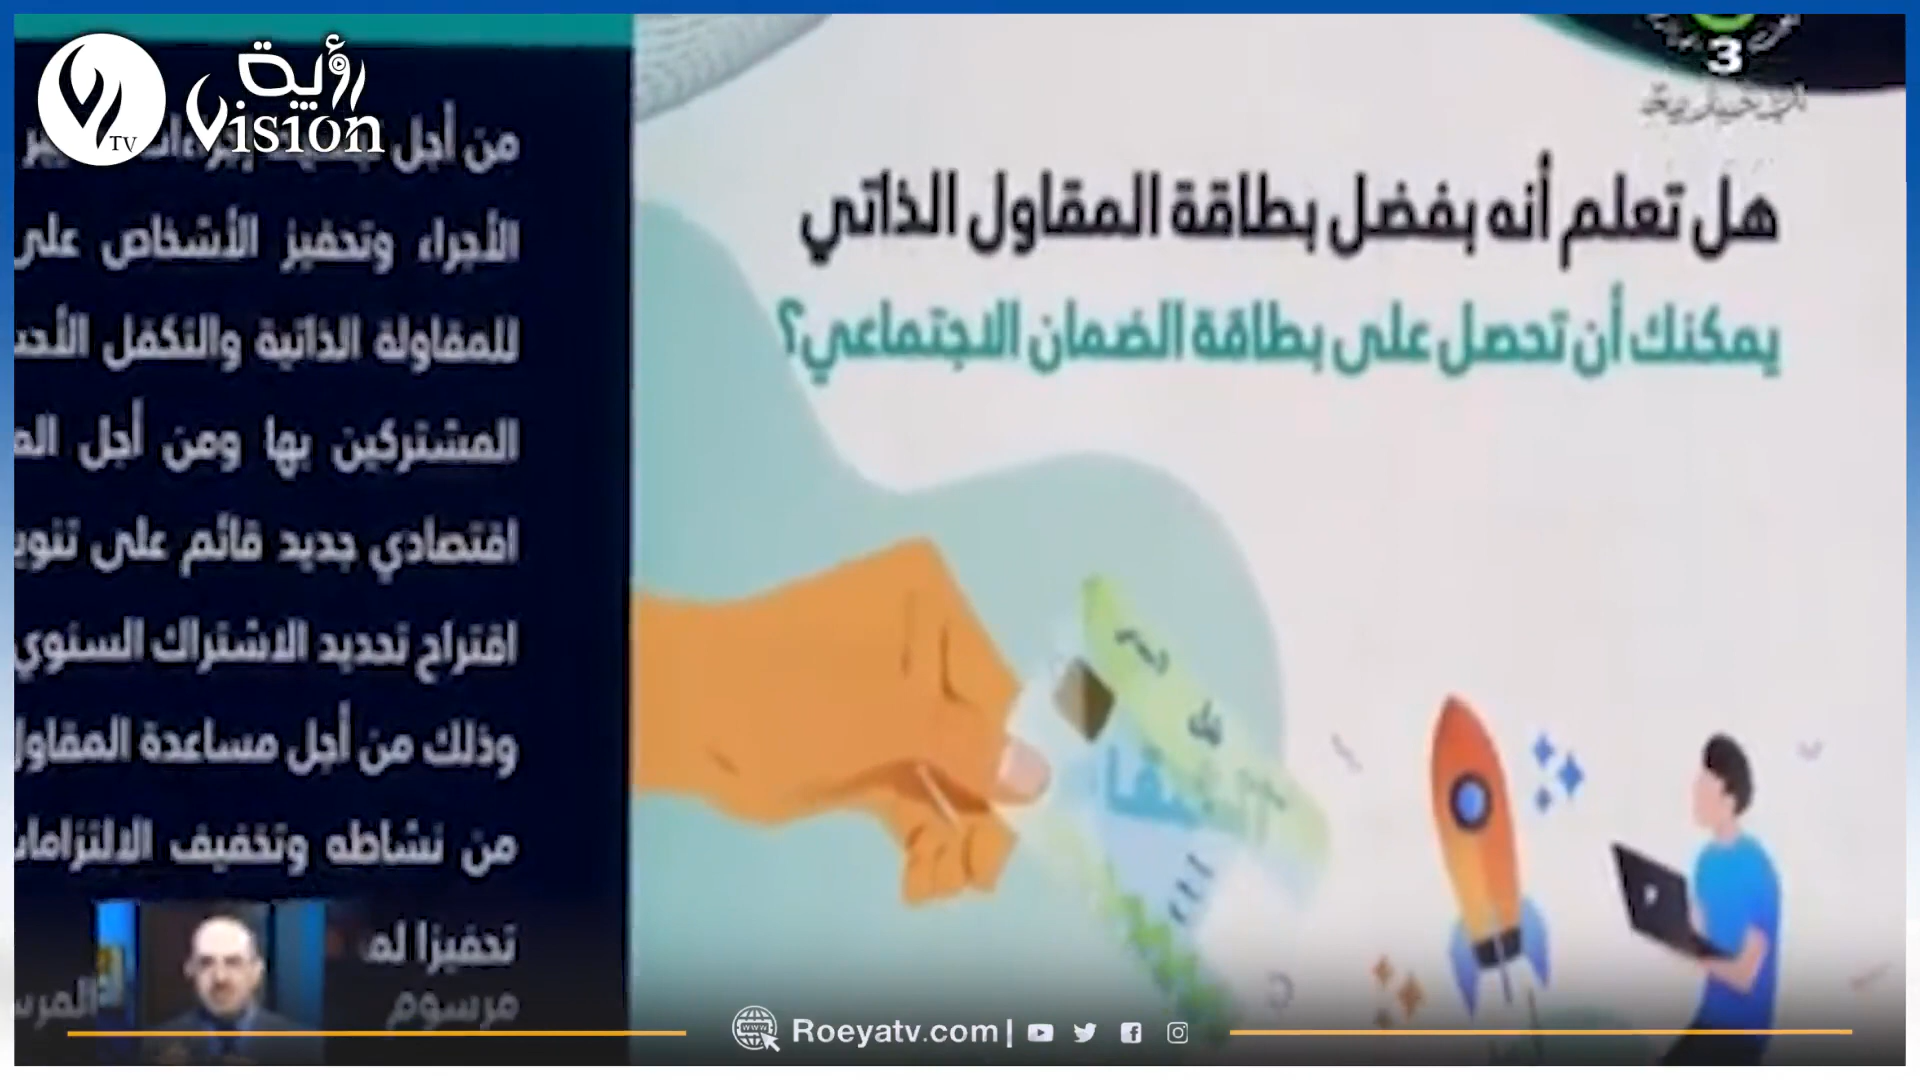 رؤية
Vision
TV
3
الإخبارية
هل تعلم أنه بفضل بطاقة المقاول الذاتي
يمكنك أن تحصل على بطاقة الضمان الاجتماعي؟
من أجل
الأجراء وتحفيز الأشخاص على
للمقاولة الذاتية والتكفل
المشتركين بها ومن أجل
اقتصادي جديد قائم على
اقتراح تحديد الاشتراك السنوي
وذلك من أجل مساعدة المقاول
من نشاطه وتخفيف
تحفيزا
مرسوم
www
Roeyatv.com |